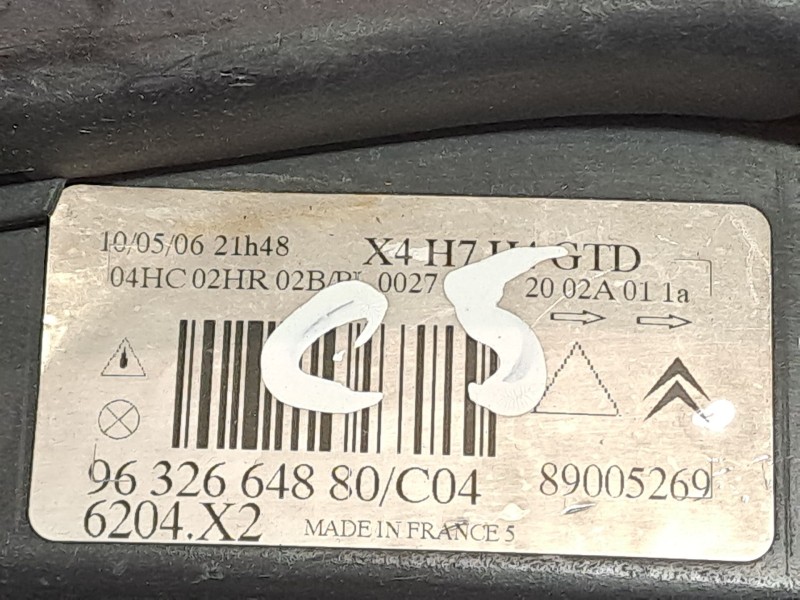 10/05/06 21h48 X4 H7 GTD
04HC 02HR 0027 20 02A 01 1a
C5
96 326 648 80/C04 89005269
6204.X2 MADE IN FRANCE 5